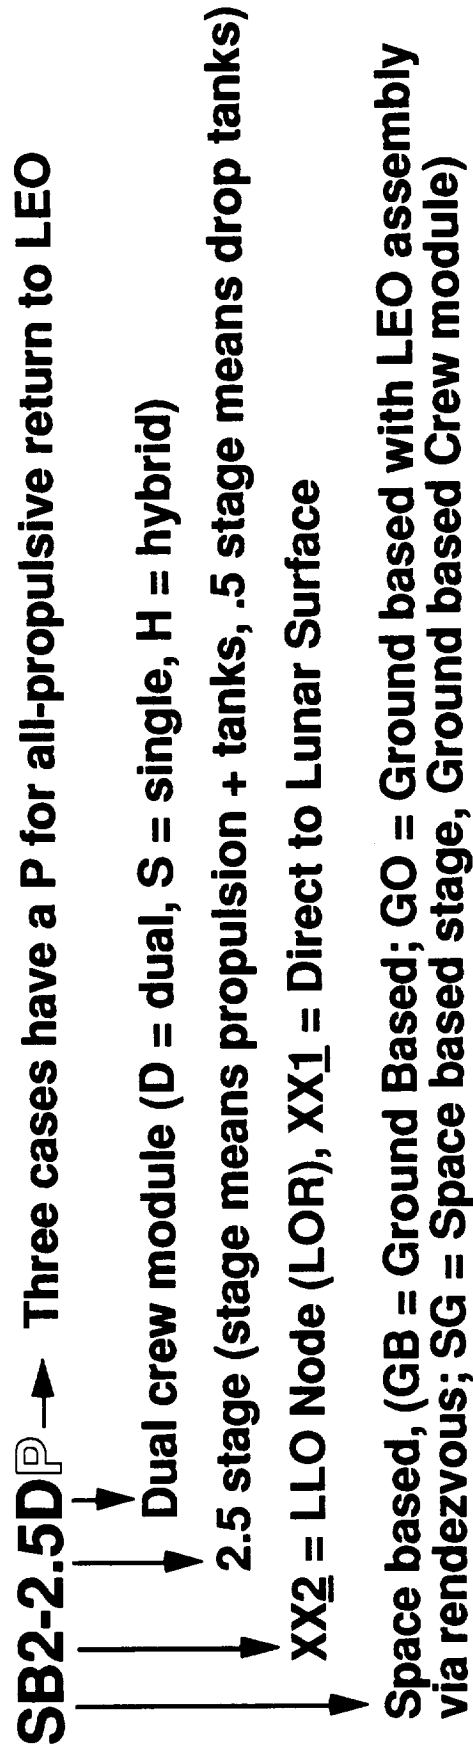 SB2-2.5DP Three cases have a P for all-propulsive return to LEO
Dual crew module (D = dual, S = single, H = hybrid)
2.5 stage (stage means propulsion + tanks, .5 stage means drop tanks)
XX2 = LLO Node (LOR), XX1 = Direct to Lunar Surface
Space based, (GB = Ground Based; GO = Ground based with LEO assembly
via rendezvous; SG = Space based stage, Ground based Crew module)